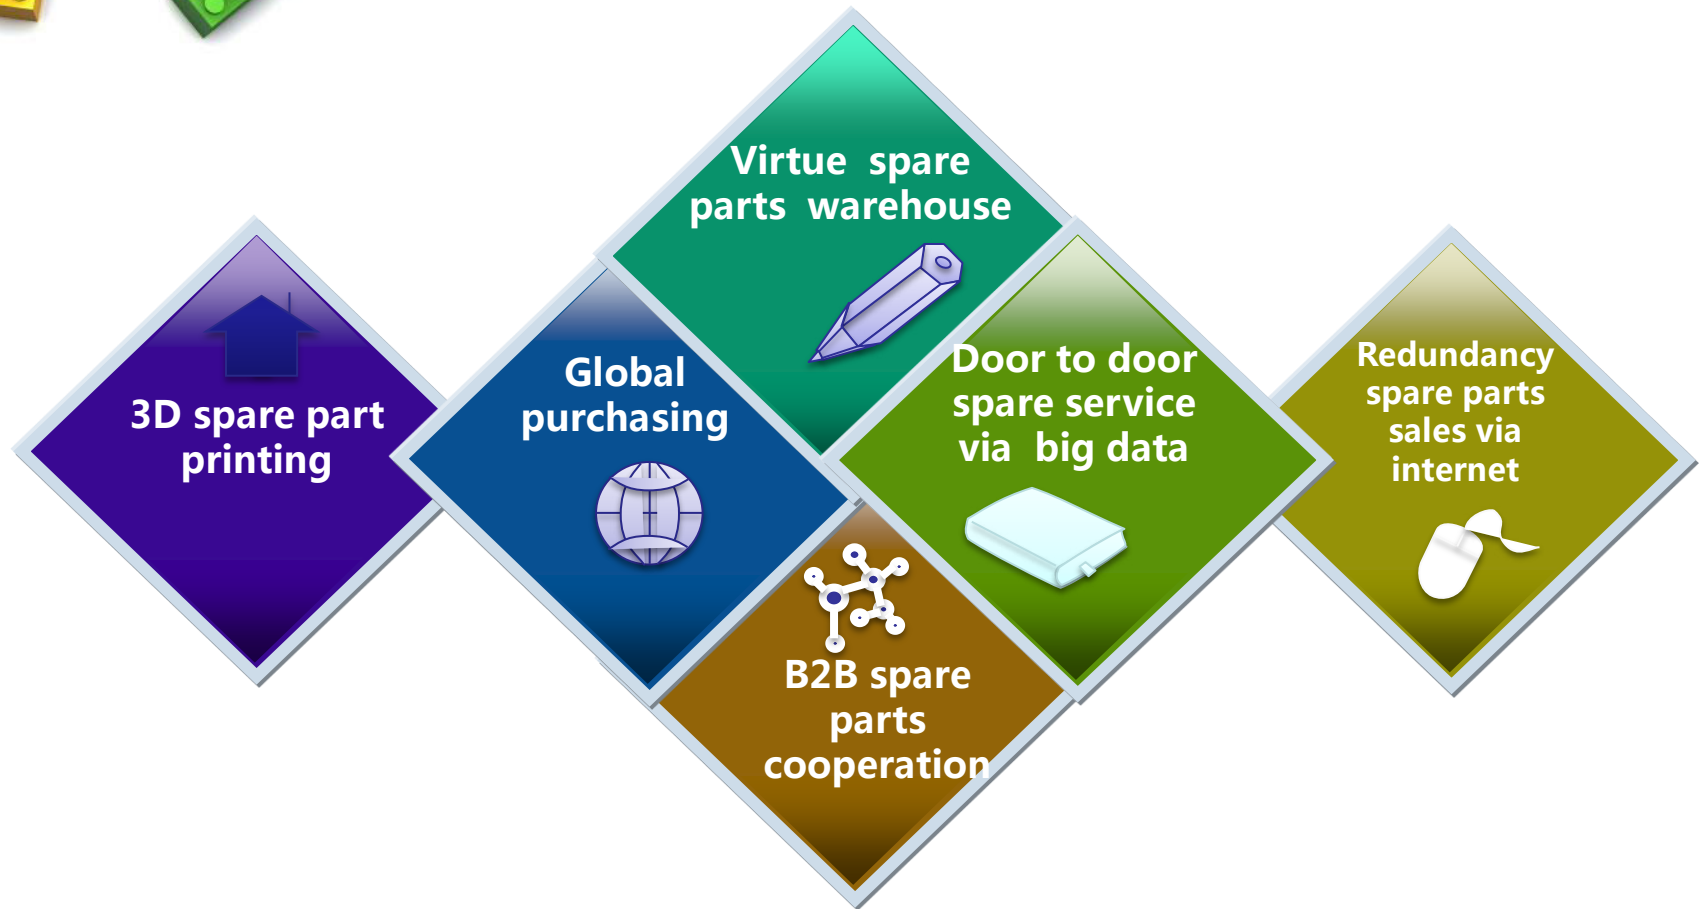 Virtue spare
parts warehouse
3D spare part
printing
Global
purchasing
Door to door
spare service
via big data
Redundancy
spare parts
sales via
internet
B2B spare
parts
cooperation